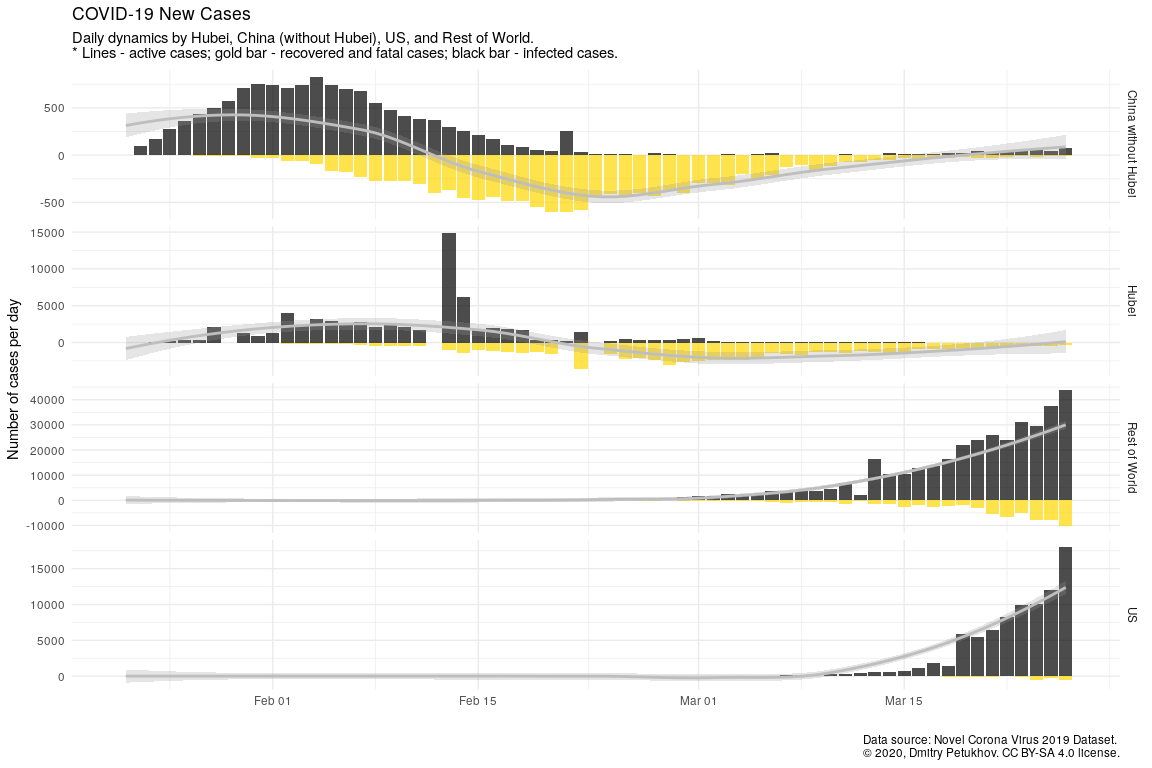 COVID-19 New Cases
Daily dynamics by Hubei, China (without Hubei), US, and Rest of World.
* Lines - active cases; gold bar - recovered and fatal cases; black bar - infected cases.
Number of cases per day
500
0
-500
China without Hubei
15000
10000
5000
0
Hubei
40000
30000
20000
10000
0
-10000
Rest of World
15000
10000
5000
0
US
Feb 01
Feb 15
Mar 01
Mar 15
Data source: Novel Corona Virus 2019 Dataset.
© 2020, Dmitry Petukhov. CC BY-SA 4.0 license.